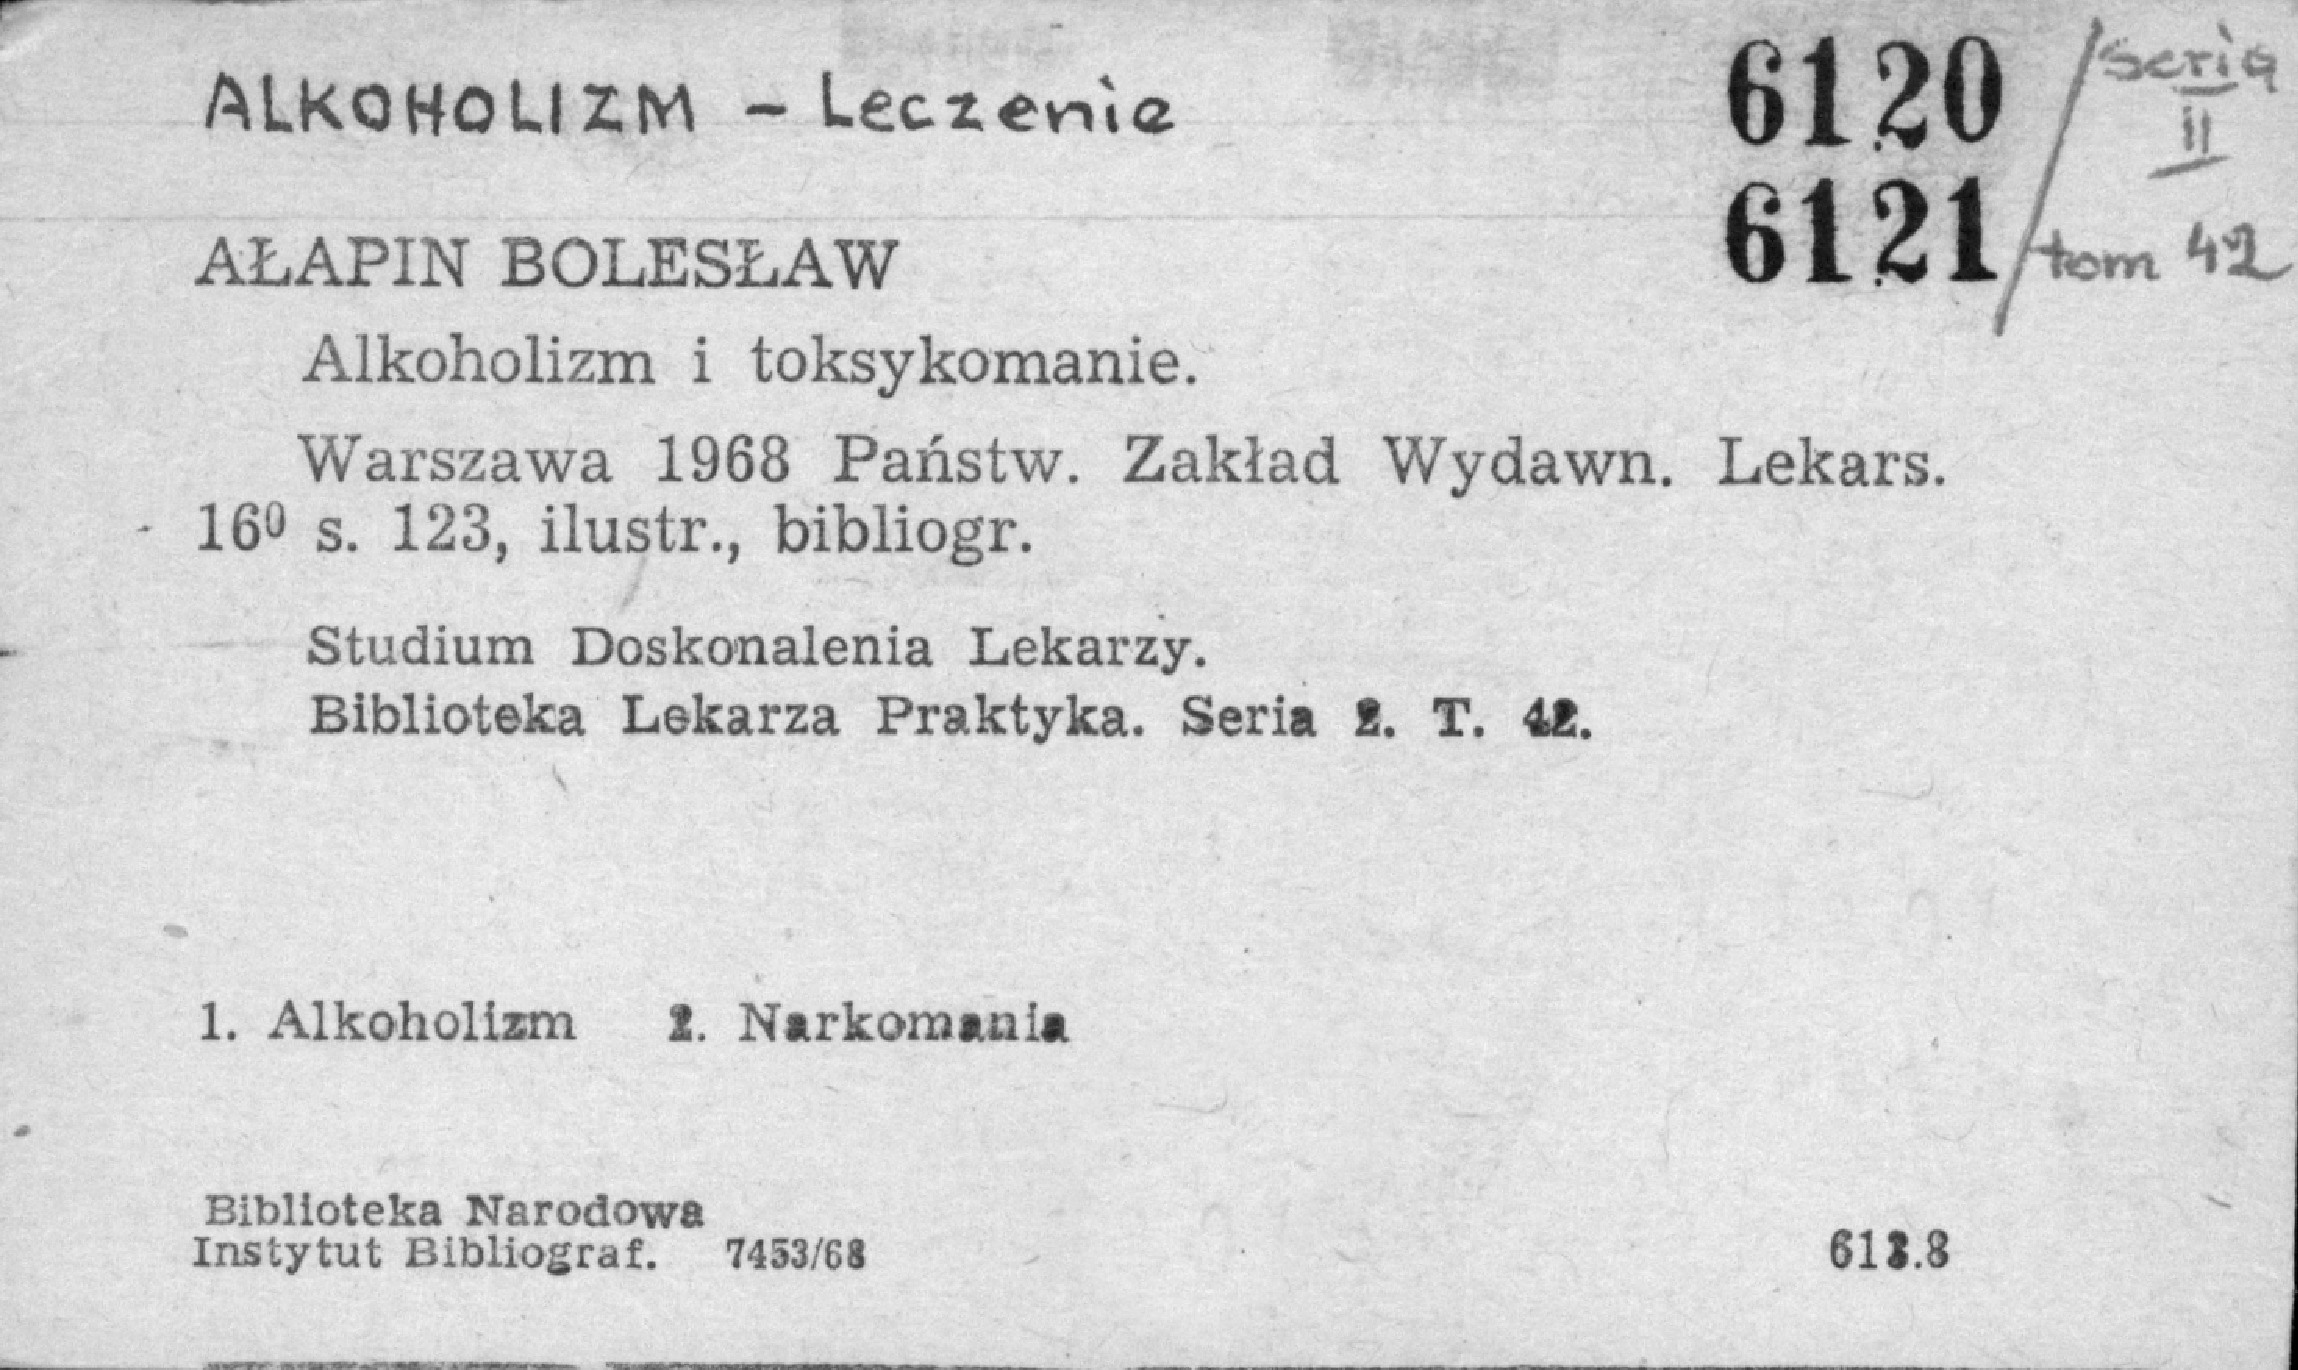 ALKOHOLIZM – Leczenie
6120
6121
seria
II
tom 42
AŁAPIN BOLESŁAW
Alkoholizm i toksykomanie.
Warszawa 1968 Państw. Zakład Wydawn. Lekars.
16⁰ s. 123, ilustr., bibliogr.
Studium Doskonalenia Lekarzy.
Biblioteka Lekarza Praktyka. Seria 2. T. 42.
1. Alkoholizm 2. Narkomania
Biblioteka Narodowa
Instytut Bibliograf. 7453/68
613.8